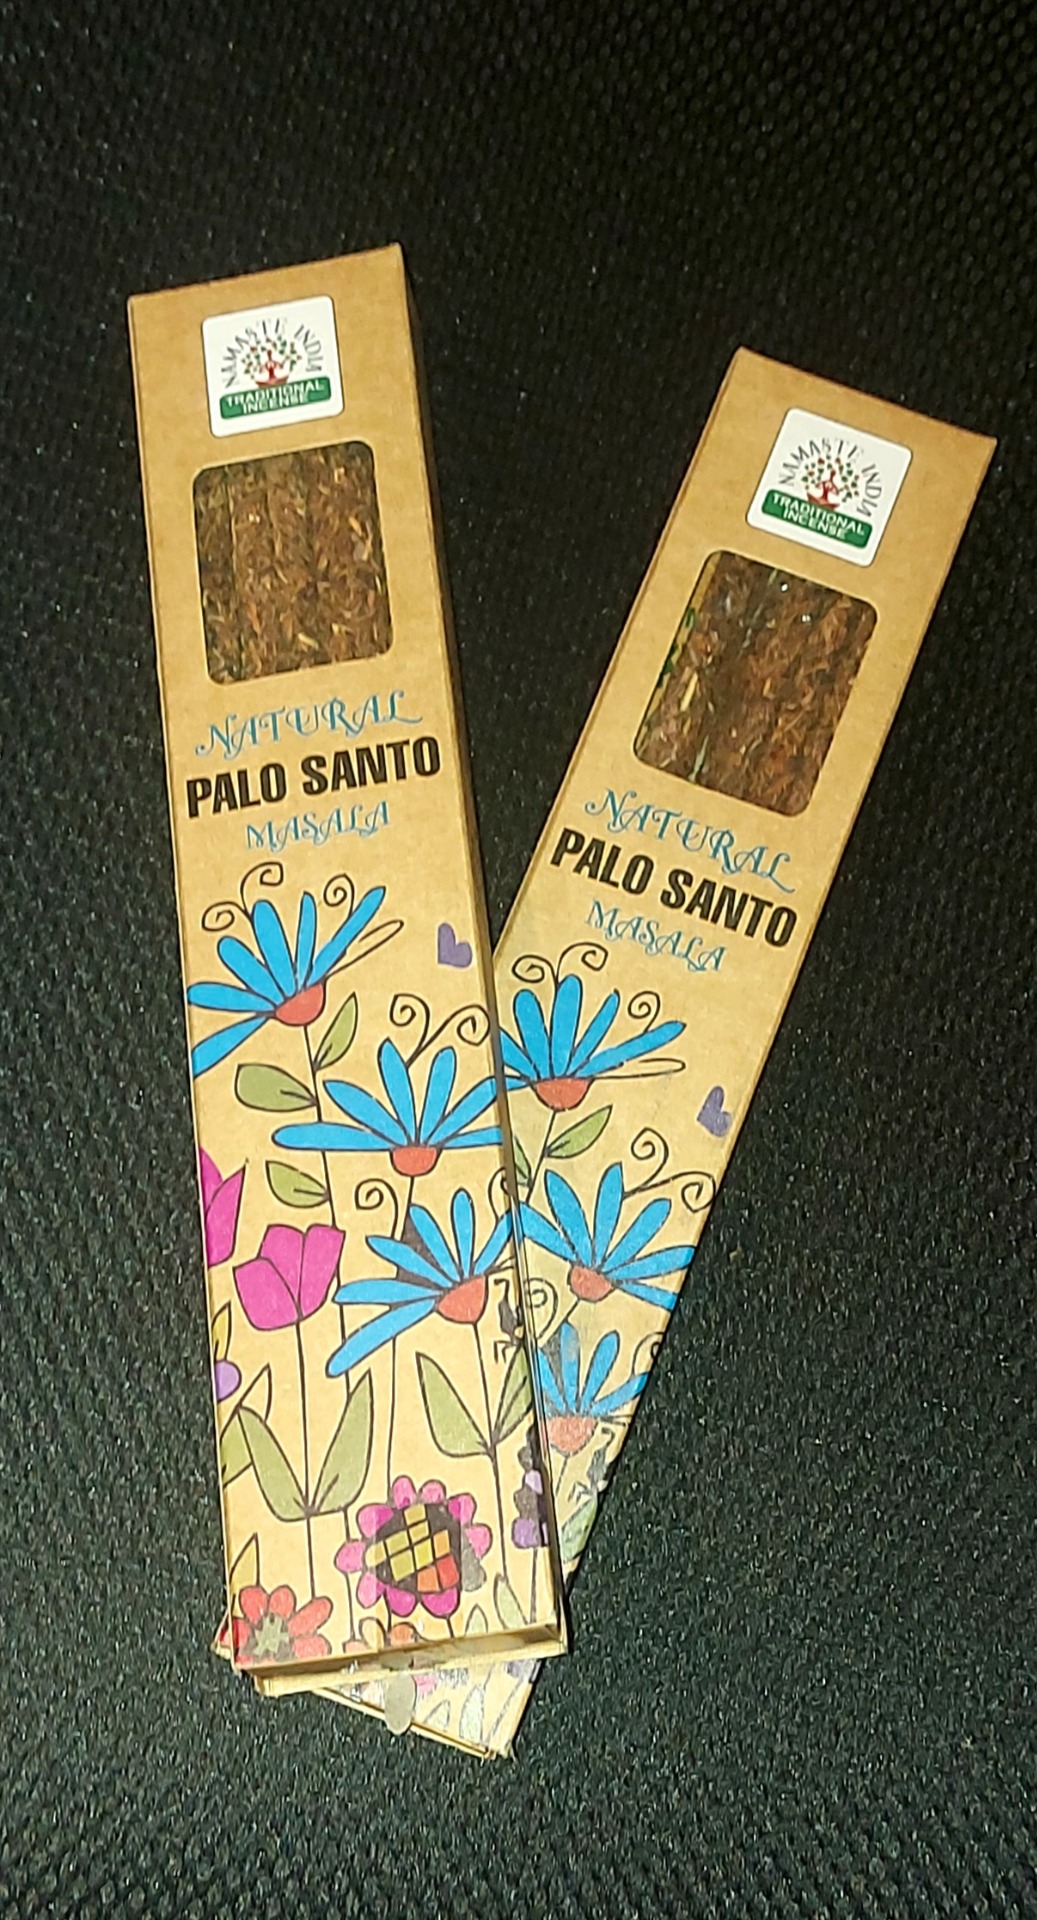 NAMASTE INDIA
TRADITIONAL
INCENSE
NATURAL
PALO SANTO
MASALA
NAMASTE INDIA
TRADITIONAL
INCENSE
NATURAL
PALO SANTO
MASALA